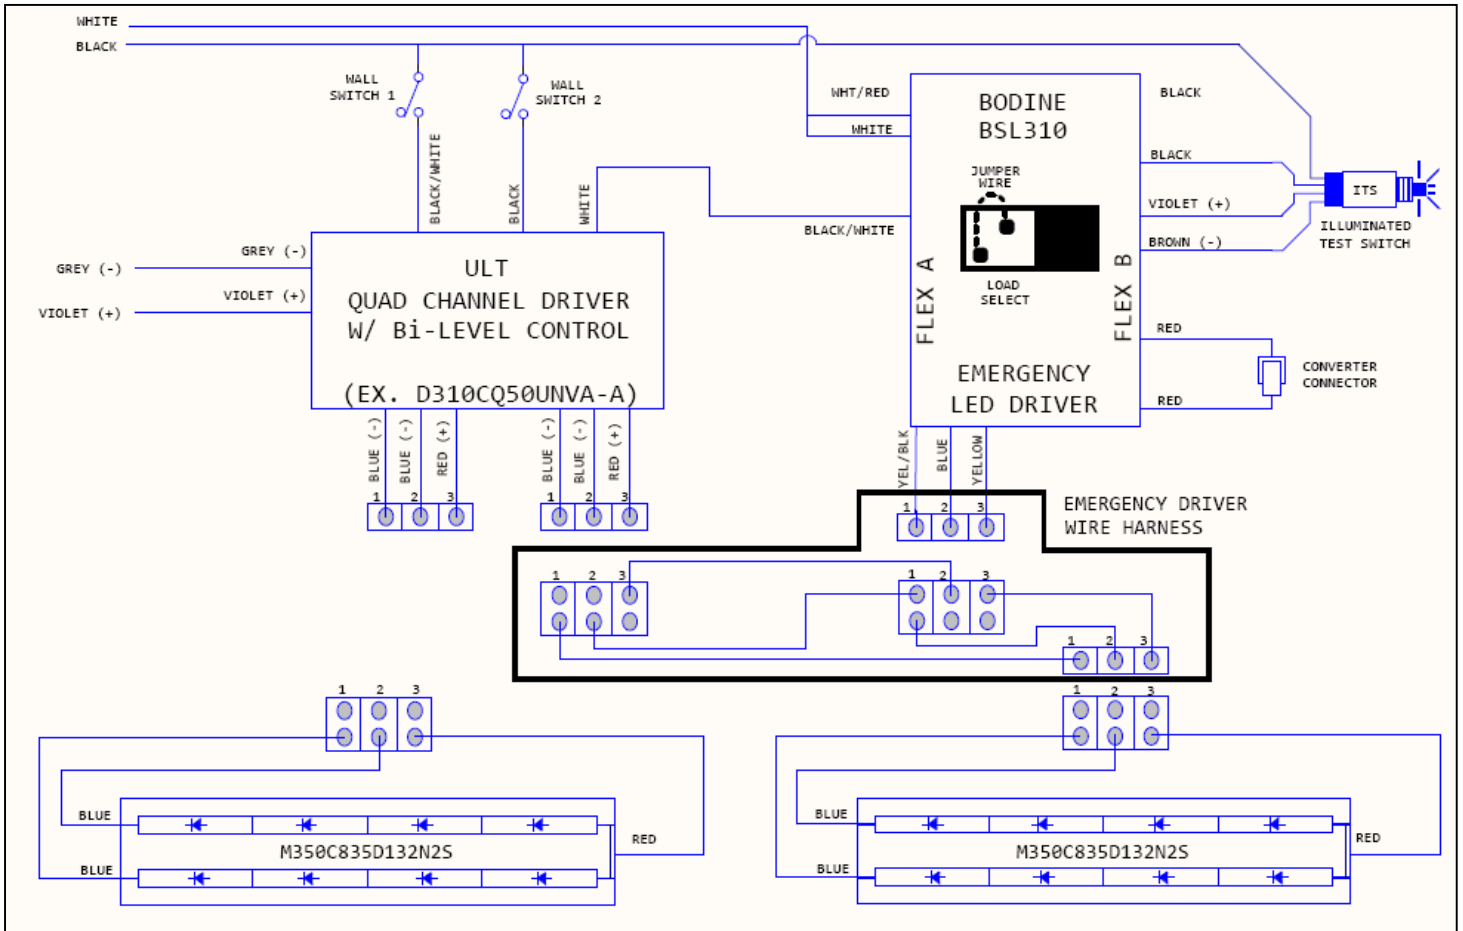 WHITE
BLACK
WALL
SWITCH 1
WALL
SWITCH 2
BLACK/WHITE
BLACK
WHITE
WHT/RED
WHITE
BLACK/WHITE
BODINE
BSL310
JUMPER
WIRE
LOAD
SELECT
FLEX A
FLEX B
EMERGENCY
LED DRIVER
BLACK
BLACK
VIOLET (+)
BROWN (-)
ITS
ILLUMINATED
TEST SWITCH
RED
RED
CONVERTER
CONNECTOR
GREY (-)
GREY (-)
VIOLET (+)
VIOLET (+)
ULT
QUAD CHANNEL DRIVER
W/ Bi-LEVEL CONTROL
(EX. D310CQ50UNVA-A)
BLUE (-)
BLUE (-)
RED (+)
BLUE (-)
BLUE (-)
RED (+)
YEL/BLK
BLUE
YELLOW
1 2 3
1 2 3
1 2 3
EMERGENCY DRIVER
WIRE HARNESS
1 2 3
1 2 3
1 2 3
1 2 3
1 2 3
BLUE
BLUE
M350C835D132N2S
RED
BLUE
BLUE
M350C835D132N2S
RED